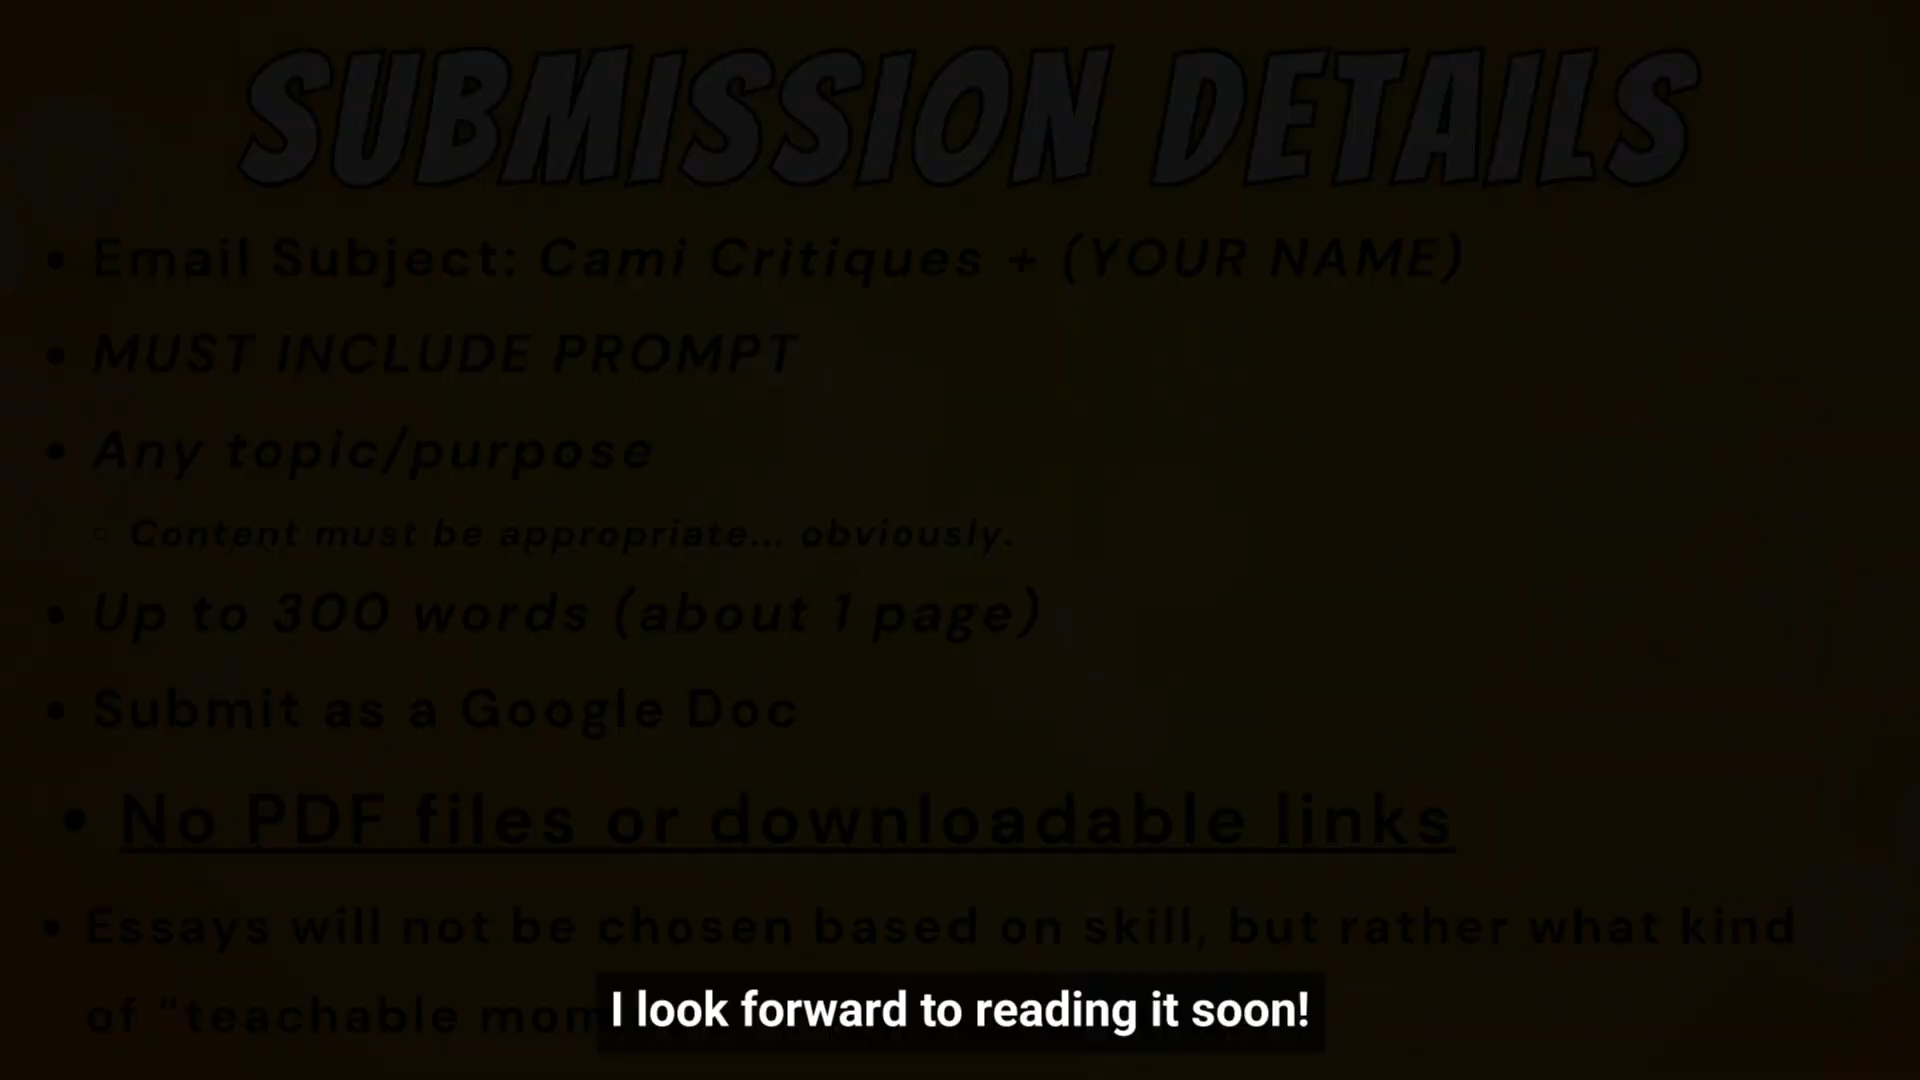 SUBMISSION DETAILS
• Email Subject: Cami Critiques + (YOUR NAME)
• MUST INCLUDE PROMPT
• Any topic/purpose
○ Content must be appropriate... obviously.
• Up to 300 words (about 1 page)
• Submit as a Google Doc
• No PDF files or downloadable links
• Essays will not be chosen based on skill, but rather what kind
of “teachable
I look forward to reading it soon!